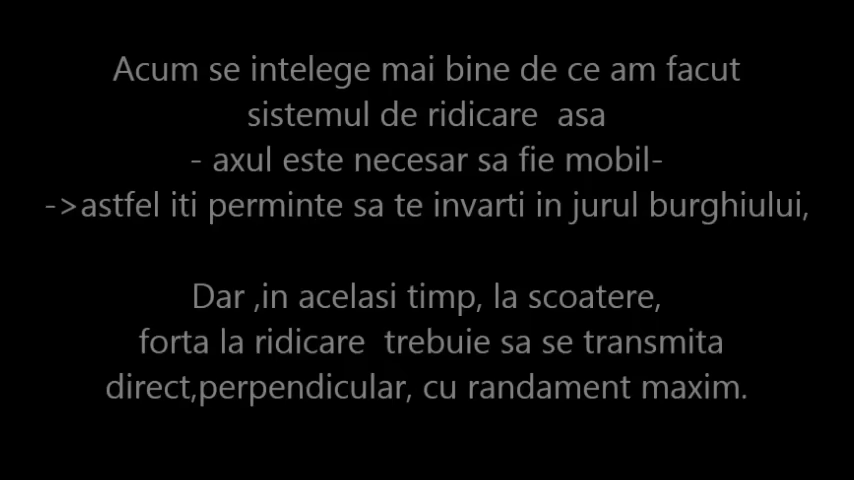 Acum se intelege mai bine de ce am facut
sistemul de ridicare  asa
- axul este necesar sa fie mobil-
->astfel iti perminte sa te invarti in jurul burghiului,
Dar ,in acelasi timp, la scoatere,
forta la ridicare  trebuie sa se transmita
direct,perpendicular, cu randament maxim.